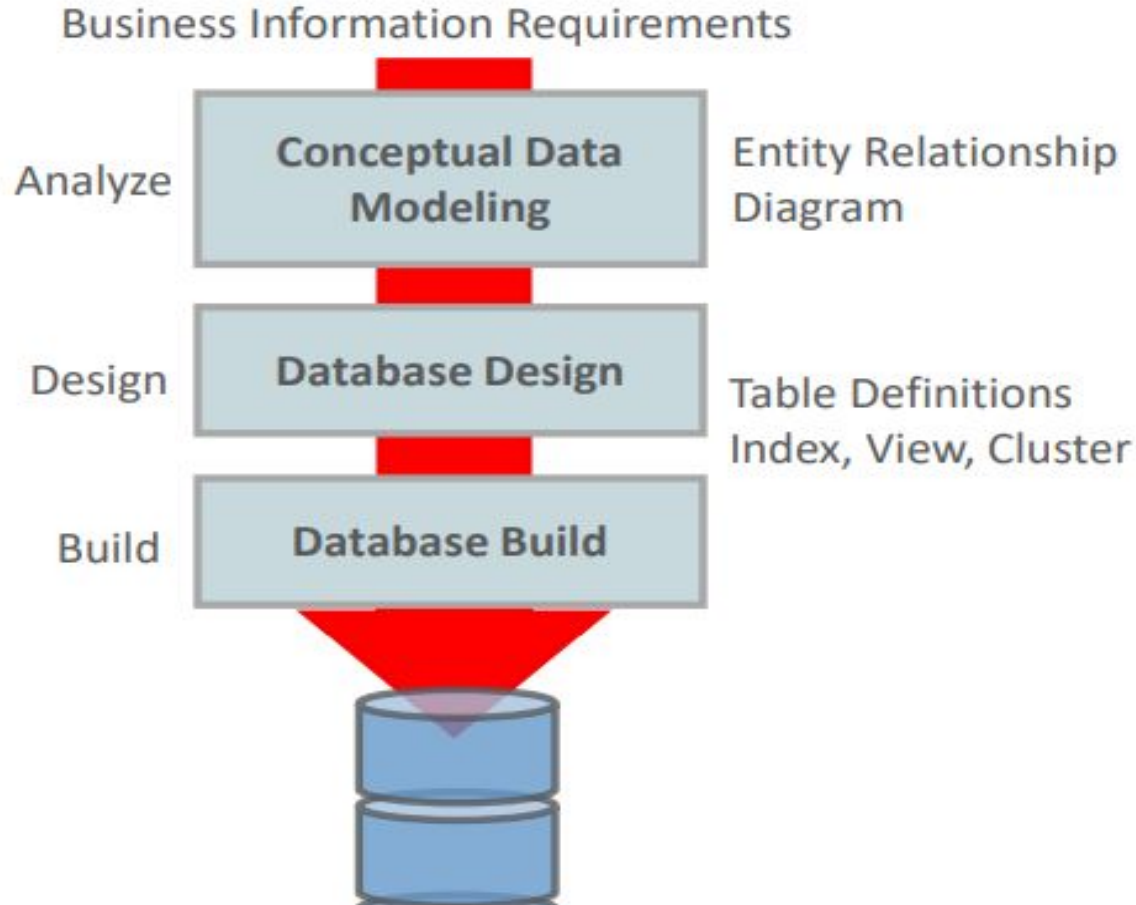 Business Information Requirements
Analyze
Conceptual Data
Modeling
Entity Relationship
Diagram
Design
Database Design
Table Definitions
Index, View, Cluster
Build
Database Build